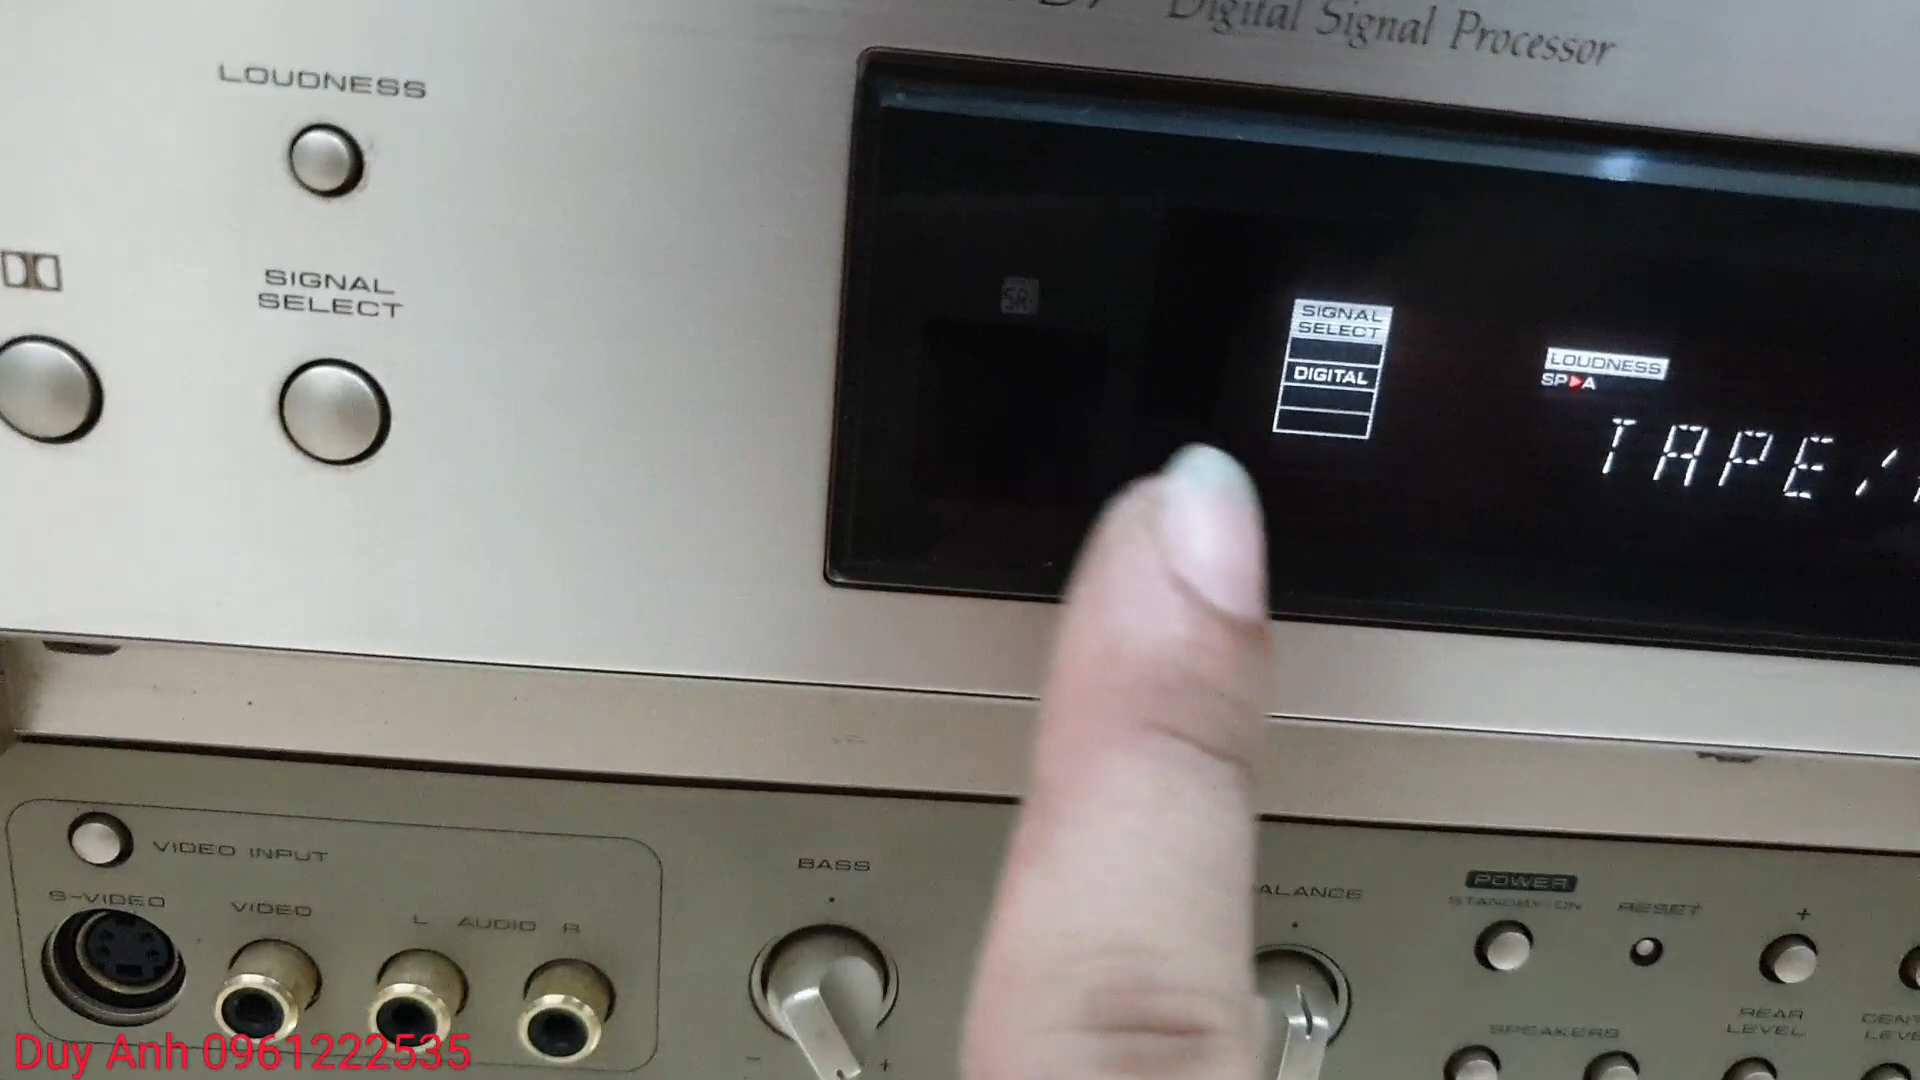 Digital Signal Processor
LOUDNESS
SIGNAL
SELECT
SR
SIGNAL
SELECT
DIGITAL
LOUDNESS
SP▶A
TAPE/
VIDEO INPUT
S-VIDEO
VIDEO
L AUDIO R
BASS
BALANCE
POWER
STANDBY·ON
RESET
+
REAR
LEVEL
SPEAKERS
- +
Duy Anh 0961222535